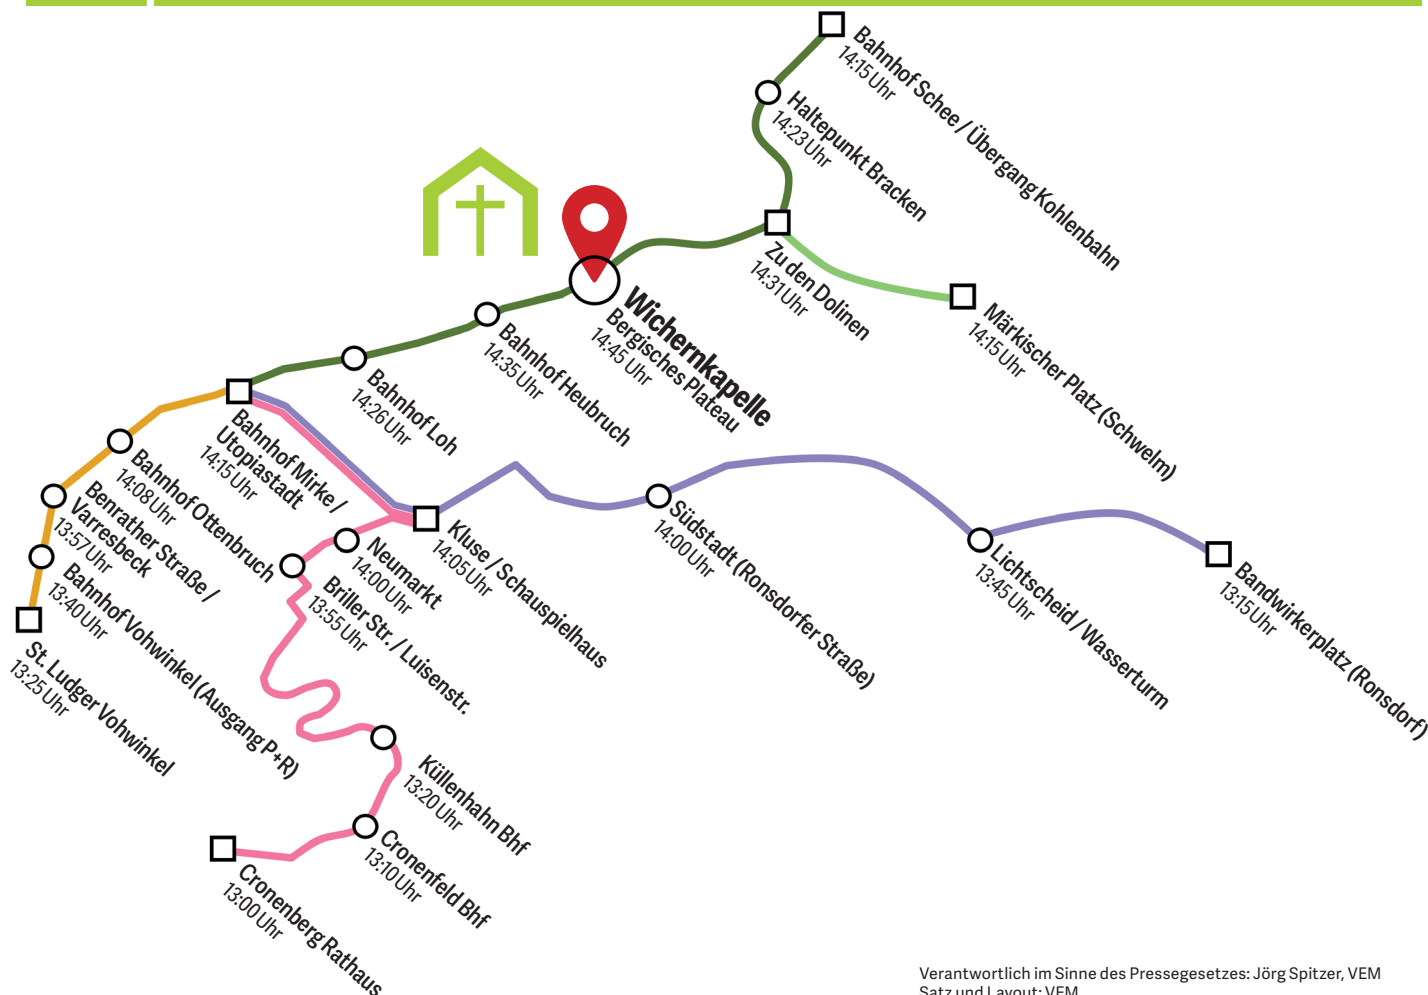 Bahnhof Schee / Übergang Kohlenbahn
14:15 Uhr
Haltepunkt Bracken
14:23 Uhr
Zu den Dolinen
14:31 Uhr
Märkischer Platz (Schwelm)
14:15 Uhr
Wichernkapelle
Bergisches Plateau
14:45 Uhr
Bahnhof Heubruch
14:35 Uhr
Bahnhof Loh
14:26 Uhr
Bahnhof Mirke /
Utopiastadt
14:15 Uhr
Bahnhof Ottenbruch
14:08 Uhr
Benrather Straße /
Varresbeck
13:57 Uhr
Bahnhof Vohwinkel (Ausgang P+R)
13:40 Uhr
St. Ludger Vohwinkel
13:25 Uhr
Kluse / Schauspielhaus
14:05 Uhr
Neumarkt
14:00 Uhr
Briller Str. / Luisenstr.
13:55 Uhr
Südstadt (Ronsdorfer Straße)
14:00 Uhr
Lichtscheid / Wasserturm
13:45 Uhr
Bandwirkerplatz (Ronsdorf)
13:15 Uhr
Küllenhahn Bhf
13:20 Uhr
Cronenfeld Bhf
13:10 Uhr
Cronenberg Rathaus
13:00 Uhr
Verantwortlich im Sinne des Pressegesetzes: Jörg Spitzer, VEM
Satz und Layout: VEM